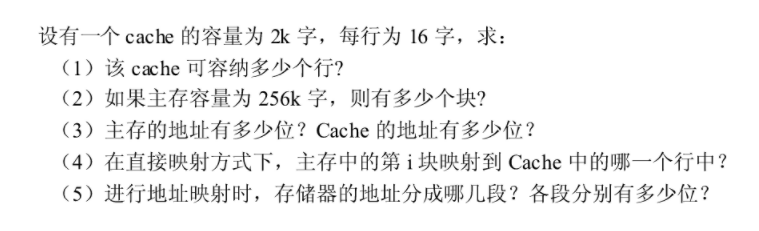 设有一个 cache 的容量为 2k 字，每行为 16 字，求：
（1）该 cache 可容纳多少个行？
（2）如果主存容量为 256k 字，则有多少个块？
（3）主存的地址有多少位？Cache 的地址有多少位？
（4）在直接映射方式下，主存中的第 i 块映射到 Cache 中的哪一个行中？
（5）进行地址映射时，存储器的地址分成哪几段？各段分别有多少位？